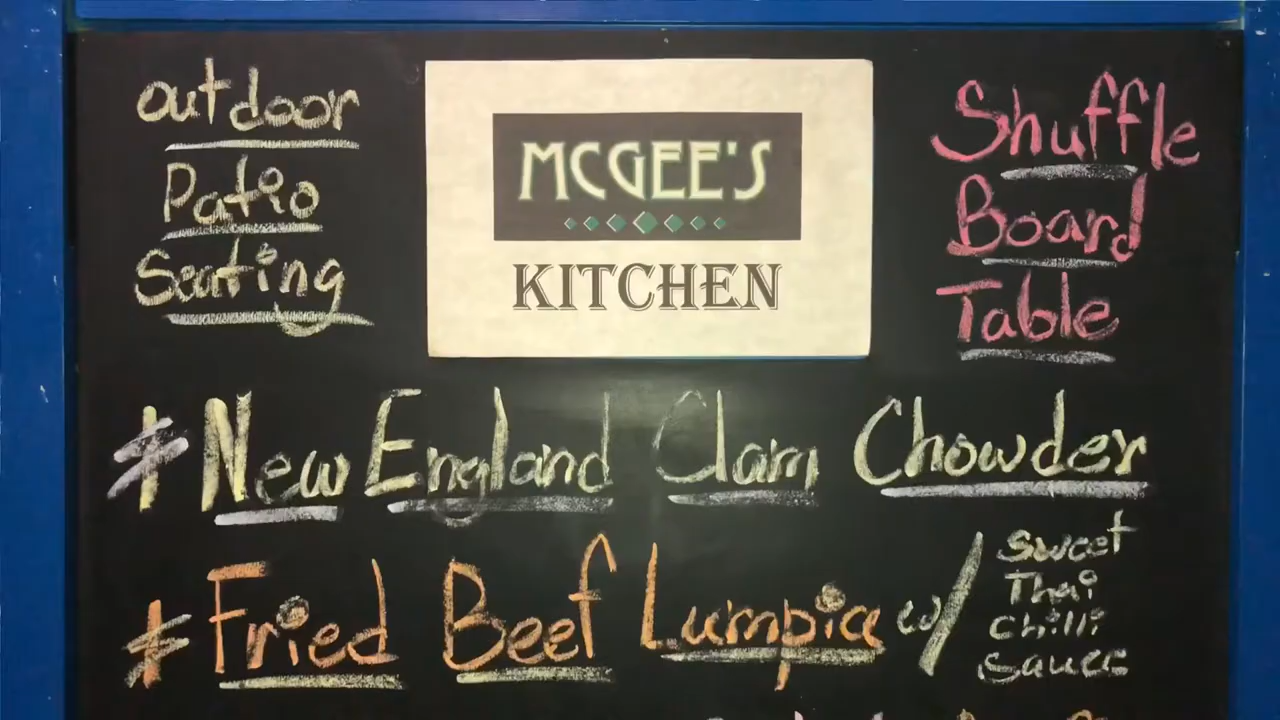 outdoor
Patio
Seating
MCGEE'S
KITCHEN
Shuffle
Board
Table
* New England Clam Chowder
* Fried Beef Lumpia w/
Sweet
Thai
Chilli
Sauce